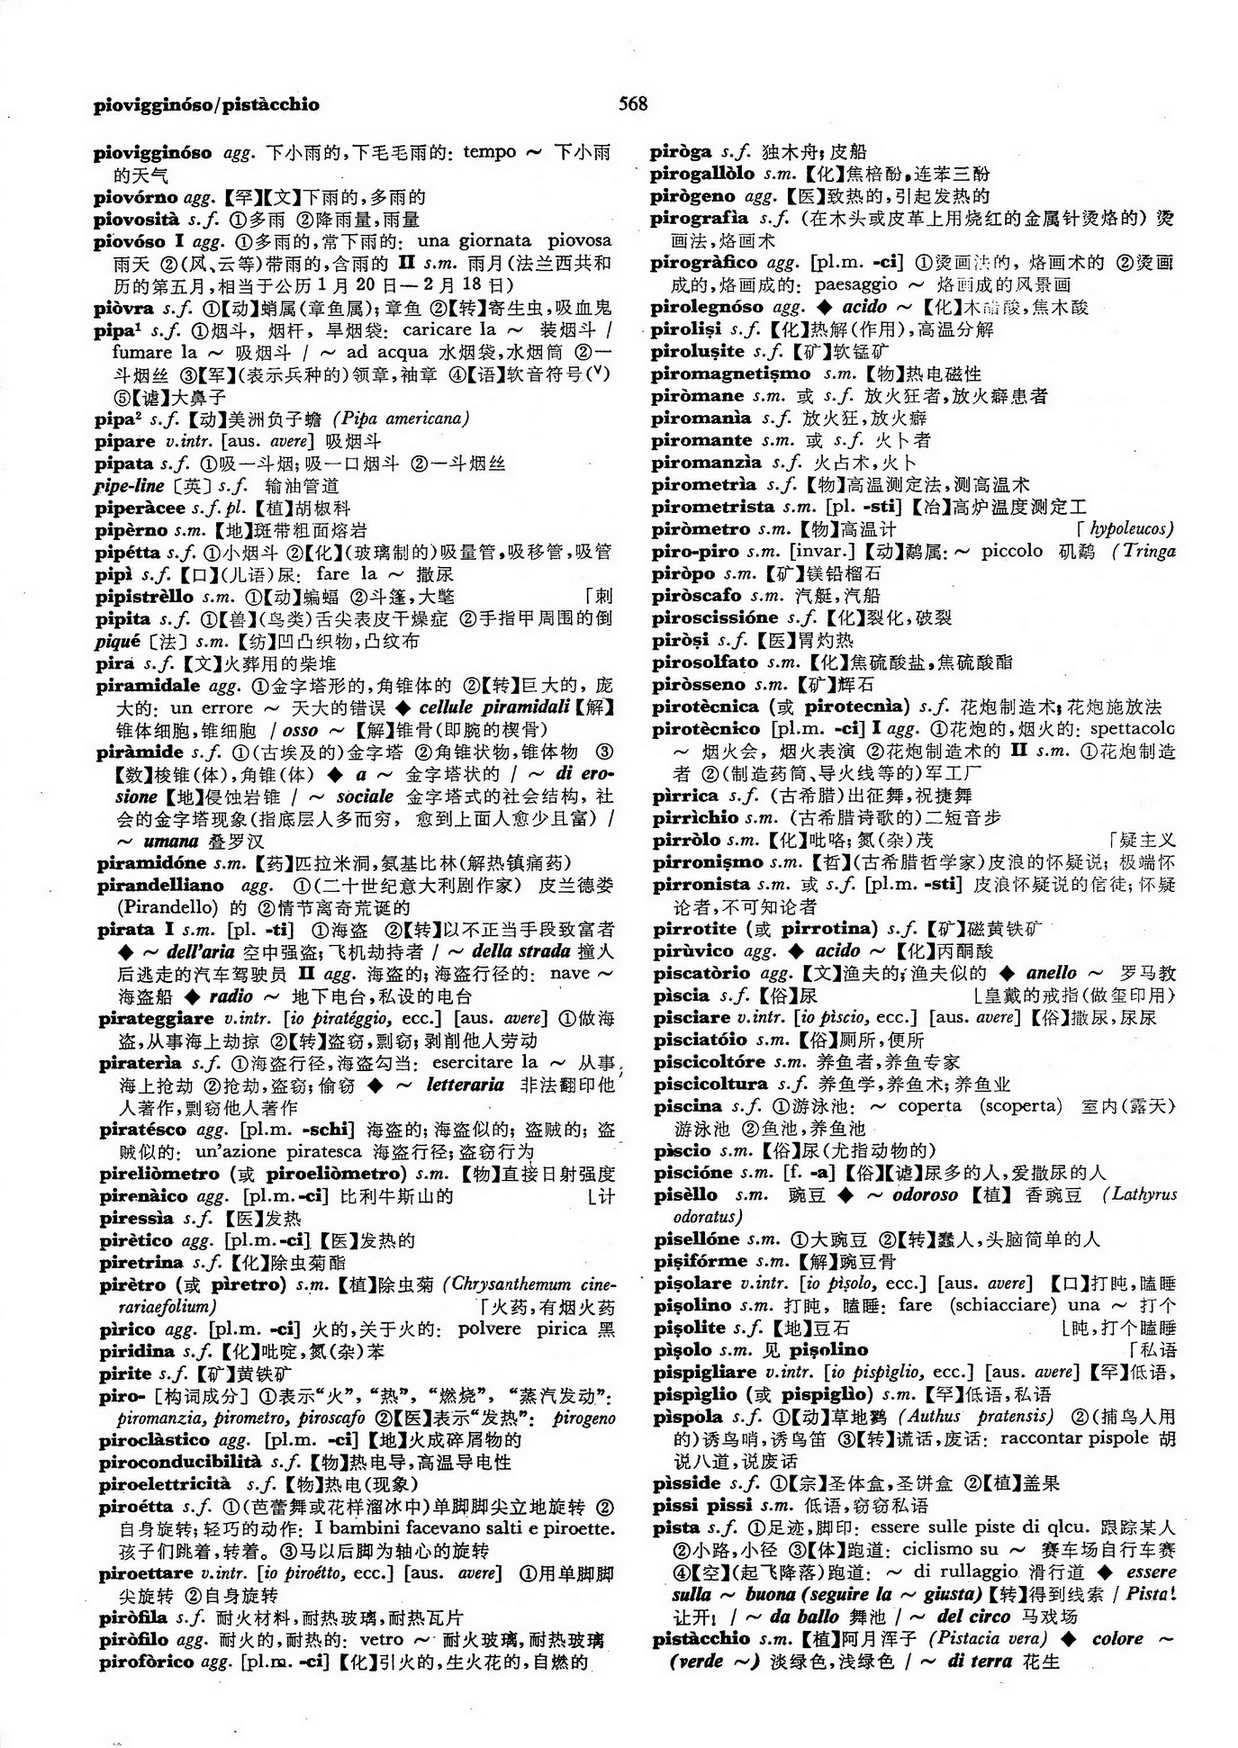 piovigginóso/pistàcchio
568
piovigginóso agg. 下小雨的,下毛毛雨的: tempo ～ 下小雨
的天气
piovórno agg.【罕】【文】下雨的,多雨的
piovosità s.f. ①多雨 ②降雨量,雨量
piovóso I agg. ①多雨的,常下雨的: una giornata piovosa
雨天 ②(风、云等)带雨的,含雨的 II s.m. 雨月(法兰西共和
历的第五月,相当于公历1月20日—2月18日)
piòvra s.f. ①【动】蛸属(章鱼属); 章鱼 ②【转】寄生虫,吸血鬼
pipa¹ s.f. ①烟斗, 烟杆, 旱烟袋: caricare la ～ 装烟斗 /
fumare la ～ 吸烟斗 / ～ ad acqua 水烟袋,水烟筒 ②一
斗烟丝 ③【军】(表示兵种的)领章,袖章 ④【语】软音符号(ˇ)
⑤【谑】大鼻子
pipa² s.f.【动】美洲负子蟾 (Pipa americana)
pipare v.intr. [aus. avere] 吸烟斗
pipata s.f. ①吸一斗烟; 吸一口烟斗 ②一斗烟丝
pipe-line〔英〕s.f. 输油管道
piperàcee s.f.pl.【植】胡椒科
pipèrno s.m.【地】斑带粗面熔岩
pipétta s.f. ①小烟斗 ②【化】(玻璃制的)吸量管,吸移管,吸管
pipì s.f.【口】(儿语)尿: fare la ～ 撒尿
pipistrèllo s.m. ①【动】蝙蝠 ②斗篷,大氅 「刺
pipita s.f. ①【兽】(鸟类)舌尖表皮干燥症 ②手指甲周围的倒
piqué〔法〕s.m.【纺】凹凸织物,凸纹布
pira s.f.【文】火葬用的柴堆
piramidale agg. ①金字塔形的,角锥体的 ②【转】巨大的, 庞
大的: un errore ～ 天大的错误 ◆ cellule piramidali【解】
锥体细胞,锥细胞 / osso ～【解】锥骨(即腕的楔骨)
piràmide s.f. ①(古埃及的)金字塔 ②角锥状物,锥体物 ③
【数】棱锥(体),角锥(体) ◆ a ～ 金字塔状的 / ～ di ero-
sione【地】侵蚀岩锥 / ～ sociale 金字塔式的社会结构, 社
会的金字塔现象(指底层人多而穷, 愈到上面人愈少且富) /
～ umana 叠罗汉
piramidóne s.m.【药】匹拉米洞,氨基比林(解热镇痛药)
pirandelliano agg. ①(二十世纪意大利剧作家) 皮兰德娄
(Pirandello) 的 ②情节离奇荒诞的
pirata I s.m. [pl. -ti] ①海盗 ②【转】以不正当手段致富者
◆ ～ dell'aria 空中强盗; 飞机劫持者 / ～ della strada 撞人
后逃走的汽车驾驶员 II agg. 海盗的; 海盗行径的: nave ～
海盗船 ◆ radio ～ 地下电台,私设的电台
pirateggiare v.intr. [io piratéggio, ecc.] [aus. avere] ①做海
盗,从事海上劫掠 ②【转】盗窃,剽窃; 剥削他人劳动
piraterìa s.f. ①海盗行径,海盗勾当: esercitare la ～ 从事
海上抢劫 ②抢劫,盗窃; 偷窃 ◆ ～ letteraria 非法翻印他
人著作,剽窃他人著作
piratésco agg. [pl.m. -schi] 海盗的; 海盗似的; 盗贼的; 盗
贼似的: un'azione piratesca 海盗行径; 盗窃行为
pireliòmetro (或 piroeliòmetro) s.m.【物】直接日射强度
pirenàico agg. [pl.m.-ci] 比利牛斯山的 ⌊计
piressìa s.f.【医】发热
pirètico agg. [pl.m.-ci]【医】发热的
piretrina s.f.【化】除虫菊酯
pirètro (或 pìretro) s.m.【植】除虫菊 (Chrysanthemum cine-
rariaefolium) 「火药,有烟火药
pìrico agg. [pl.m. -ci] 火的,关于火的: polvere pirica 黑
piridina s.f.【化】吡啶,氮(杂)苯
pirite s.f.【矿】黄铁矿
piro- [构词成分] ①表示“火”, “热”, “燃烧”, “蒸汽发动”:
piromanzia, pirometro, piroscafo ②【医】表示“发热”: pirogeno
piroclàstico agg. [pl.m. -ci]【地】火成碎屑物的
piroconducibilità s.f.【物】热电导,高温导电性
piroelettricità s.f.【物】热电(现象)
piroétta s.f. ①(芭蕾舞或花样溜冰中)单脚脚尖立地旋转 ②
自身旋转; 轻巧的动作: I bambini facevano salti e piroette.
孩子们跳着,转着。③马以后脚为轴心的旋转
piroettare v.intr. [io piroétto, ecc.] [aus. avere] ①用单脚脚
尖旋转 ②自身旋转
piròfila s.f. 耐火材料,耐热玻璃,耐热瓦片
piròfilo agg. 耐火的,耐热的: vetro ～ 耐火玻璃,耐热玻璃
pirofòrico agg. [pl.m. -ci]【化】引火的,生火花的,自燃的
piròga s.f. 独木舟; 皮船
pirogallòlo s.m.【化】焦棓酚,连苯三酚
pirògeno agg.【医】致热的,引起发热的
pirografìa s.f. (在木头或皮革上用烧红的金属针烫烙的) 烫
画法,烙画术
pirogràfico agg. [pl.m. -ci] ①烫画法的, 烙画术的 ②烫画
成的,烙画成的: paesaggio ～ 烙画成的风景画
pirolegnóso agg. ◆ acido ～【化】木醋酸,焦木酸
piroliṣi s.f.【化】热解(作用),高温分解
piroluṣite s.f.【矿】软锰矿
piromagnetiṣmo s.m.【物】热电磁性
piròmane s.m. 或 s.f. 放火狂者,放火癖患者
piromanìa s.f. 放火狂,放火癖
piromante s.m. 或 s.f. 火卜者
piromanzìa s.f. 火占术,火卜
pirometrìa s.f.【物】高温测定法,测高温术
pirometrista s.m. [pl. -sti]【冶】高炉温度测定工
piròmetro s.m.【物】高温计 「hypoleucos)
piro-piro s.m. [invar.]【动】鹬属: ～ piccolo 矶鹬 (Tringa
piròpo s.m.【矿】镁铅榴石
piròscafo s.m. 汽艇,汽船
piroscissióne s.f.【化】裂化,破裂
piròṣi s.f.【医】胃灼热
pirosolfato s.m.【化】焦硫酸盐,焦硫酸酯
piròsseno s.m.【矿】辉石
pirotècnica (或 pirotecnìa) s.f. 花炮制造术; 花炮施放法
pirotècnico [pl.m. -ci] I agg. ①花炮的, 烟火的: spettacolo
～ 烟火会, 烟火表演 ②花炮制造术的 II s.m. ①花炮制造
者 ②(制造药筒、导火线等的)军工厂
pìrrica s.f. (古希腊)出征舞,祝捷舞
pirrìchio s.m. (古希腊诗歌的)二短音步
pirròlo s.m.【化】吡咯; 氮(杂)茂 「疑主义
pirroniṣmo s.m.【哲】(古希腊哲学家)皮浪的怀疑说; 极端怀
pirronista s.m. 或 s.f. [pl.m. -sti] 皮浪怀疑说的信徒; 怀疑
论者,不可知论者
pirrotite (或 pirrotina) s.f.【矿】磁黄铁矿
pirùvico agg. ◆ acido ～【化】丙酮酸
piscatòrio agg.【文】渔夫的; 渔夫似的 ◆ anello ～ 罗马教
pìscia s.f.【俗】尿 ⌊皇戴的戒指(做玺印用)
pisciare v.intr. [io pìscio, ecc.] [aus. avere]【俗】撒尿,尿尿
pisciatóio s.m.【俗】厕所,便所
piscicoltóre s.m. 养鱼者,养鱼专家
piscicoltura s.f. 养鱼学,养鱼术; 养鱼业
piscina s.f. ①游泳池: ～ coperta (scoperta) 室内(露天)
游泳池 ②鱼池,养鱼池
pìscio s.m.【俗】尿(尤指动物的)
piscióne s.m. [f. -a]【俗】【谑】尿多的人,爱撒尿的人
pisèllo s.m. 豌豆 ◆ ～ odoroso【植】香豌豆 (Lathyrus
odoratus)
pisellóne s.m. ①大豌豆 ②【转】蠢人,头脑简单的人
piṣifórme s.m.【解】豌豆骨
piṣolare v.intr. [io pìṣolo, ecc.] [aus. avere]【口】打盹,瞌睡
piṣolino s.m. 打盹, 瞌睡: fare (schiacciare) una ～ 打个
piṣolite s.f.【地】豆石 ⌊盹,打个瞌睡
pìṣolo s.m. 见 piṣolino 「私语
pispigliare v.intr. [io pispìglio, ecc.] [aus. avere]【罕】低语,
pispìglio (或 pispiglìo) s.m.【罕】低语,私语
pìspola s.f. ①【动】草地鹨 (Authus pratensis) ②(捕鸟人用
的)诱鸟哨,诱鸟笛 ③【转】谎话,废话: raccontar pispole 胡
说八道,说废话
pìsside s.f. ①【宗】圣体盒,圣饼盒 ②【植】盖果
pissi pissi s.m. 低语,窃窃私语
pista s.f. ①足迹,脚印: essere sulle piste di qlcu. 跟踪某人
②小路,小径 ③【体】跑道: ciclismo su ～ 赛车场自行车赛
④【空】(起飞降落)跑道: ～ di rullaggio 滑行道 ◆ essere
sulla ～ buona (seguire la ～ giusta)【转】得到线索 / Pista!
让开! / ～ da ballo 舞池 / ～ del circo 马戏场
pistàcchio s.m.【植】阿月浑子 (Pistacia vera) ◆ colore ～
(verde ～) 淡绿色,浅绿色 / ～ di terra 花生